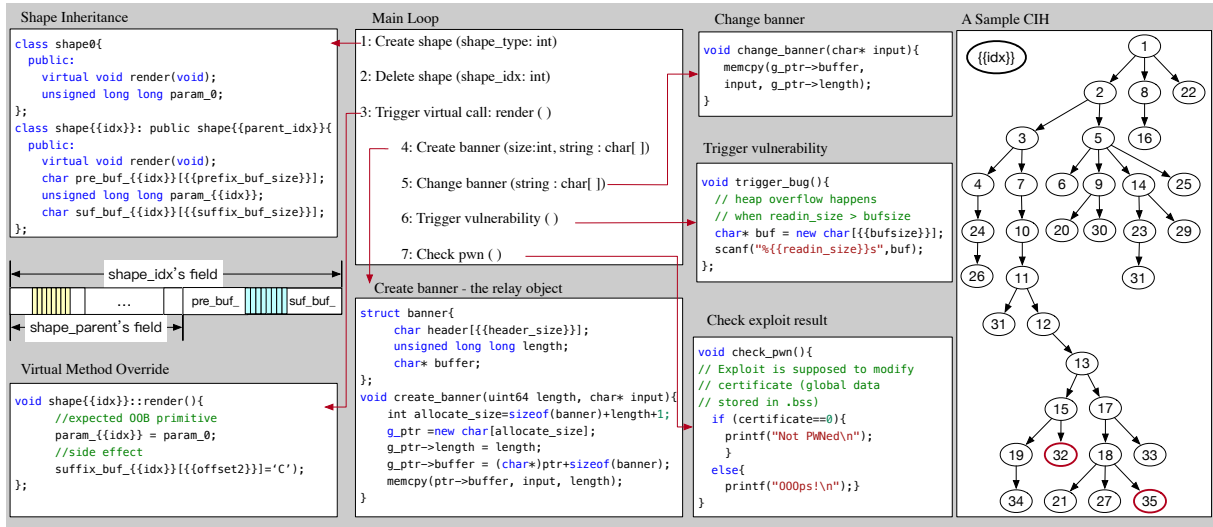 Shape Inheritance
class shape0{
public:
virtual void render(void);
unsigned long long param_0;
};
class shape{{idx}}: public shape{{parent_idx}}{
public:
virtual void render(void);
char pre_buf_{{idx}}[{{prefix_buf_size}}];
unsigned long long param_{{idx}};
char suf_buf_{{idx}}[{{suffix_buf_size}}];
};
shape_idx's field
... pre_buf_ suf_buf_
shape_parent's field
Virtual Method Override
void shape{{idx}}::render(){
//expected OOB primitive
param_{{idx}} = param_0;
//side effect
suffix_buf_{{idx}}[{{offset2}}]=‘C’);
};
Main Loop
1: Create shape (shape_type: int)
2: Delete shape (shape_idx: int)
3: Trigger virtual call: render ( )
4: Create banner (size:int, string : char[ ])
5: Change banner (string : char[ ])
6: Trigger vulnerability ( )
7: Check pwn ( )
Create banner - the relay object
struct banner{
char header[{{header_size}}];
unsigned long long length;
char* buffer;
};
void create_banner(uint64 length, char* input){
int allocate_size=sizeof(banner)+length+1;
g_ptr =new char[allocate_size];
g_ptr->length = length;
g_ptr->buffer = (char*)ptr+sizeof(banner);
memcpy(ptr->buffer, input, length);
}
Change banner
void change_banner(char* input){
memcpy(g_ptr->buffer,
input, g_ptr->length);
}
Trigger vulnerability
void trigger_bug(){
// heap overflow happens
// when readin_size > bufsize
char* buf = new char[{{bufsize}}];
scanf("%{{readin_size}}s",buf);
};
Check exploit result
void check_pwn(){
// Exploit is supposed to modify
// certificate (global data
// stored in .bss)
if (certificate==0){
printf("Not PWNed\n");
}
else{
printf("OOOps!\n");}
}
A Sample CIH
{{idx}}
1
2 8 22
3 5 16
4 7 6 9 14 25
24 10 20 30 23 29
26 11 31
31 12
13
15 17
19 32 18 33
34 21 27 35